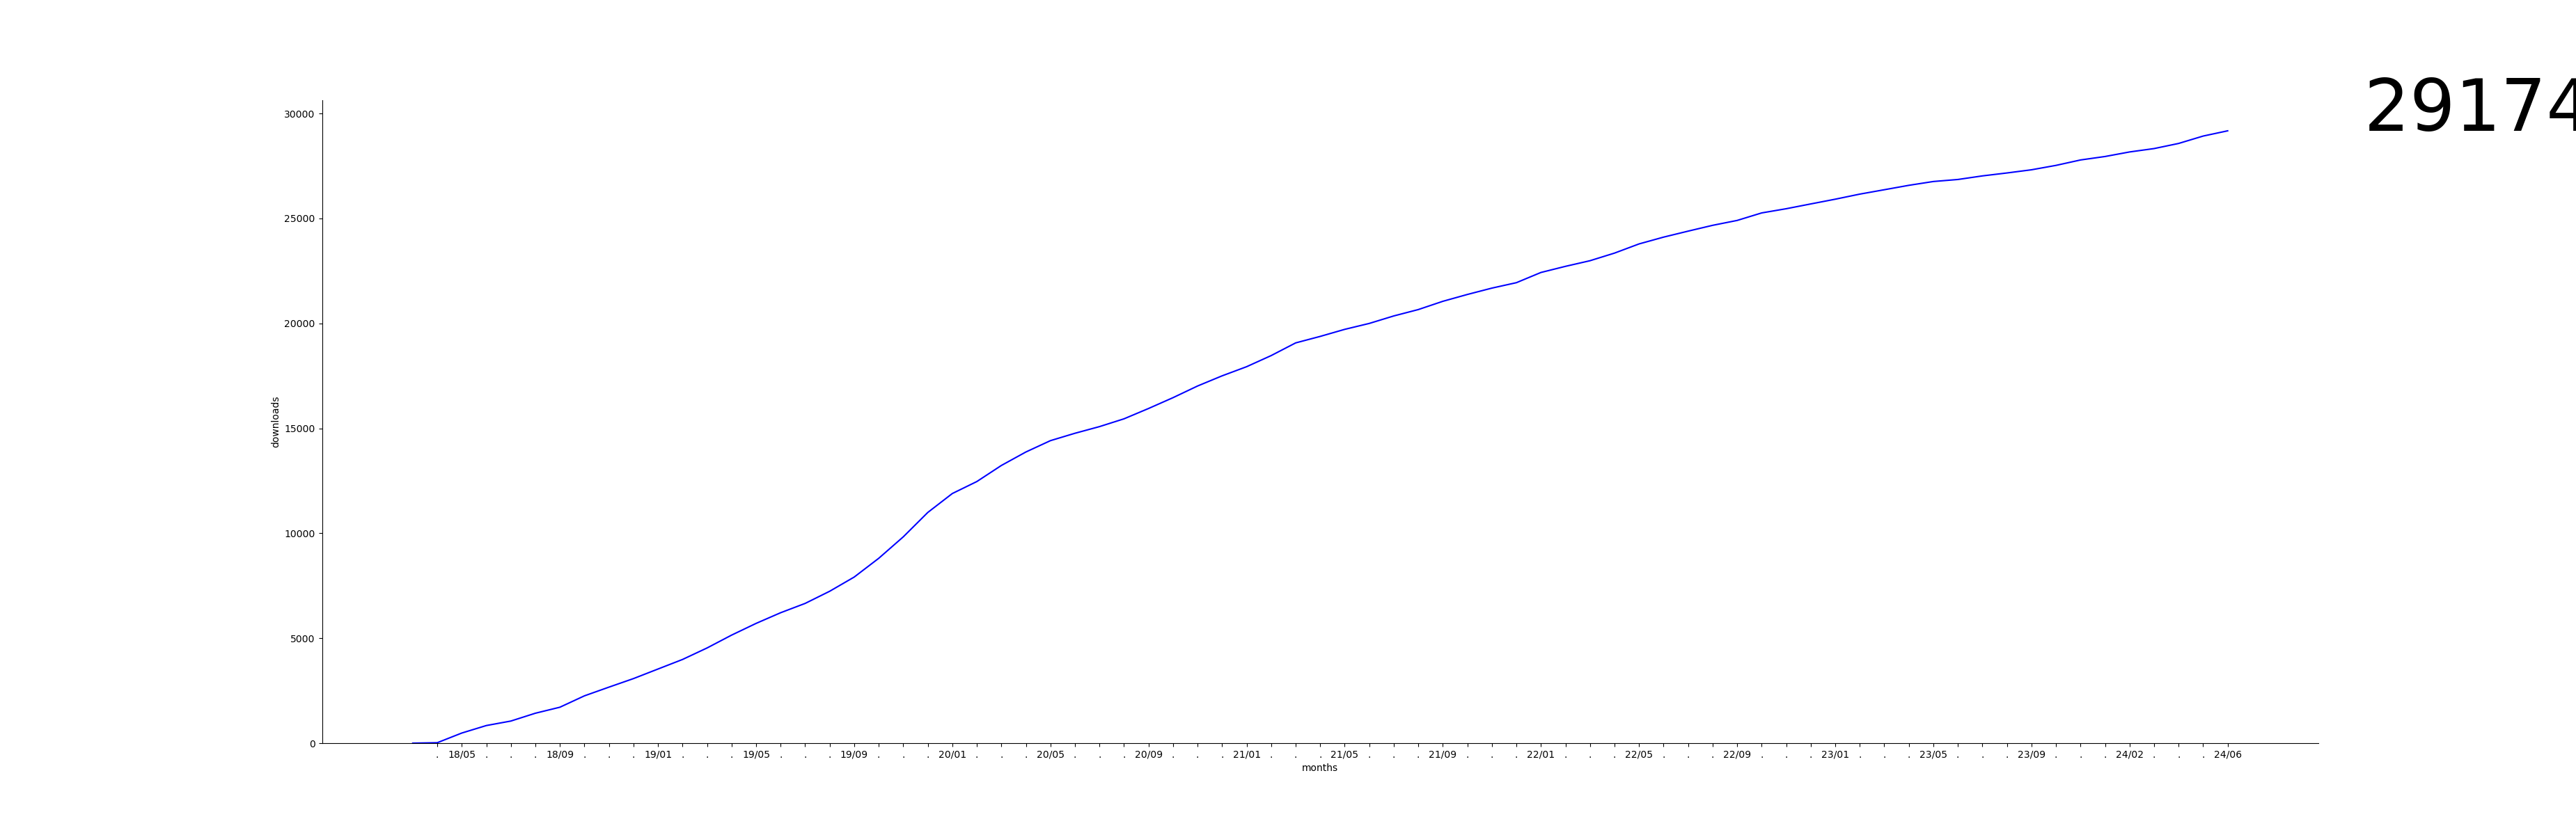 29174
30000
25000
20000
15000
10000
5000
0
downloads
. 18/05 . . . 18/09 . . . 19/01 . . . 19/05 . . . 19/09 . . . 20/01 . . . 20/05 . . . 20/09 . . . 21/01 . . . 21/05 . . . 21/09 . . . 22/01 . . . 22/05 . . . 22/09 . . . 23/01 . . . 23/05 . . . 23/09 . . . 24/02 . . . 24/06
months